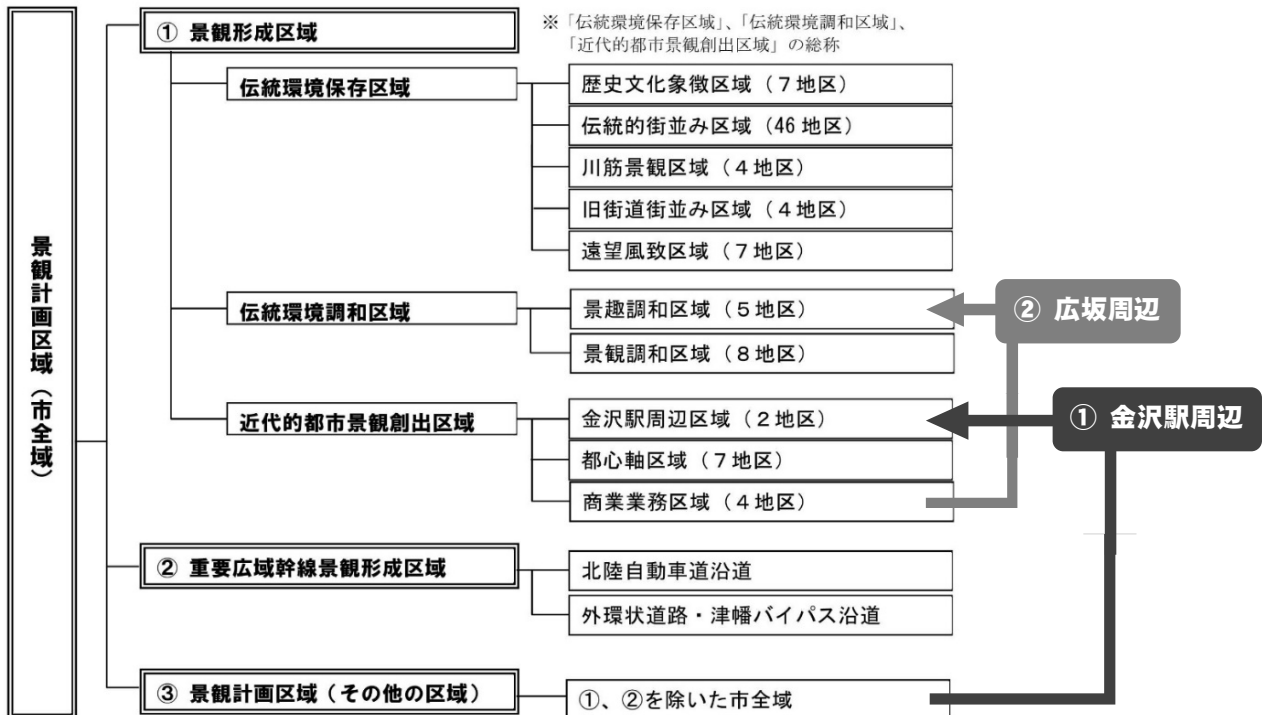 景観計画区域（市全域）
① 景観形成区域
※「伝統環境保存区域」、「伝統環境調和区域」、
「近代的都市景観創出区域」の総称
伝統環境保存区域
歴史文化象徴区域（７地区）
伝統的街並み区域（46 地区）
川筋景観区域（４地区）
旧街道街並み区域（４地区）
遠望風致区域（７地区）
伝統環境調和区域
景趣調和区域（５地区）
景観調和区域（８地区）
② 広坂周辺
近代的都市景観創出区域
金沢駅周辺区域（２地区）
都心軸区域（７地区）
商業業務区域（４地区）
① 金沢駅周辺
② 重要広域幹線景観形成区域
北陸自動車道沿道
外環状道路・津幡バイパス沿道
③ 景観計画区域（その他の区域）
①、②を除いた市全域